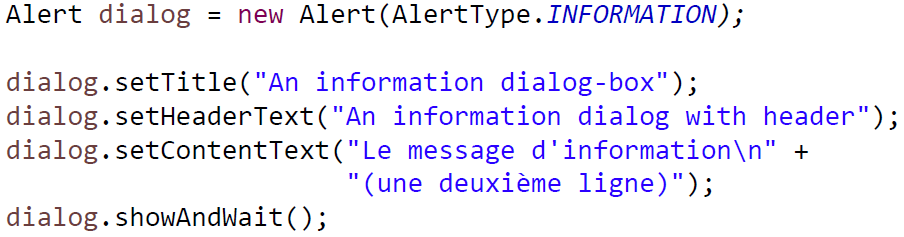 Alert dialog = new Alert(AlertType.INFORMATION);
dialog.setTitle("An information dialog-box");
dialog.setHeaderText("An information dialog with header");
dialog.setContentText("Le message d'information\n" +
"(une deuxième ligne)");
dialog.showAndWait();